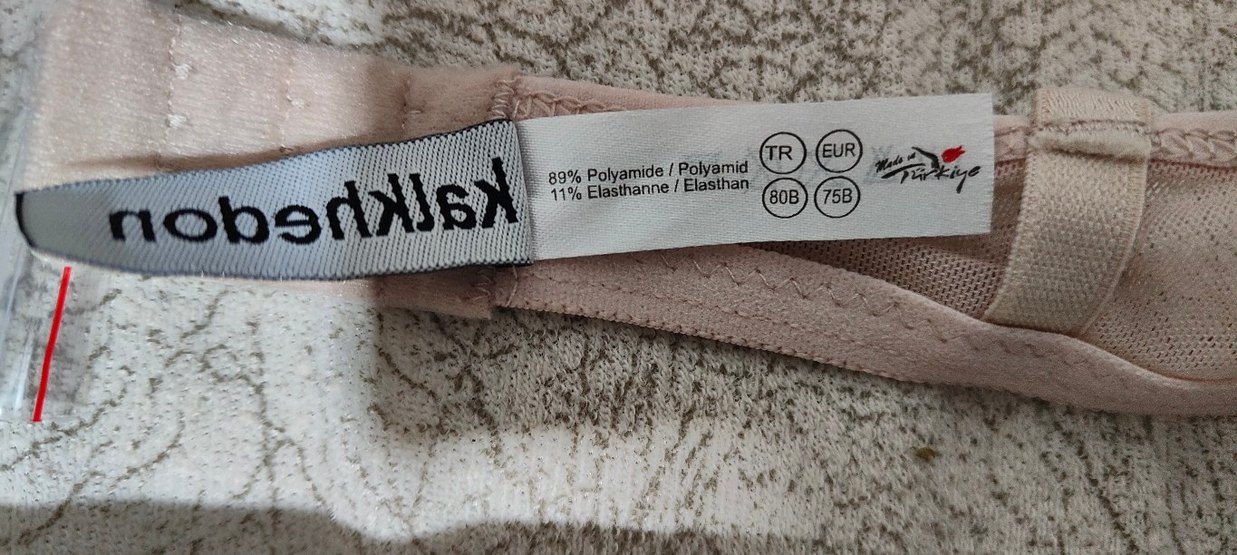 kalkhedon
89% Polyamide / Polyamid
11% Elasthanne / Elasthan
TR EUR
80B 75B
Made in
Türkiye